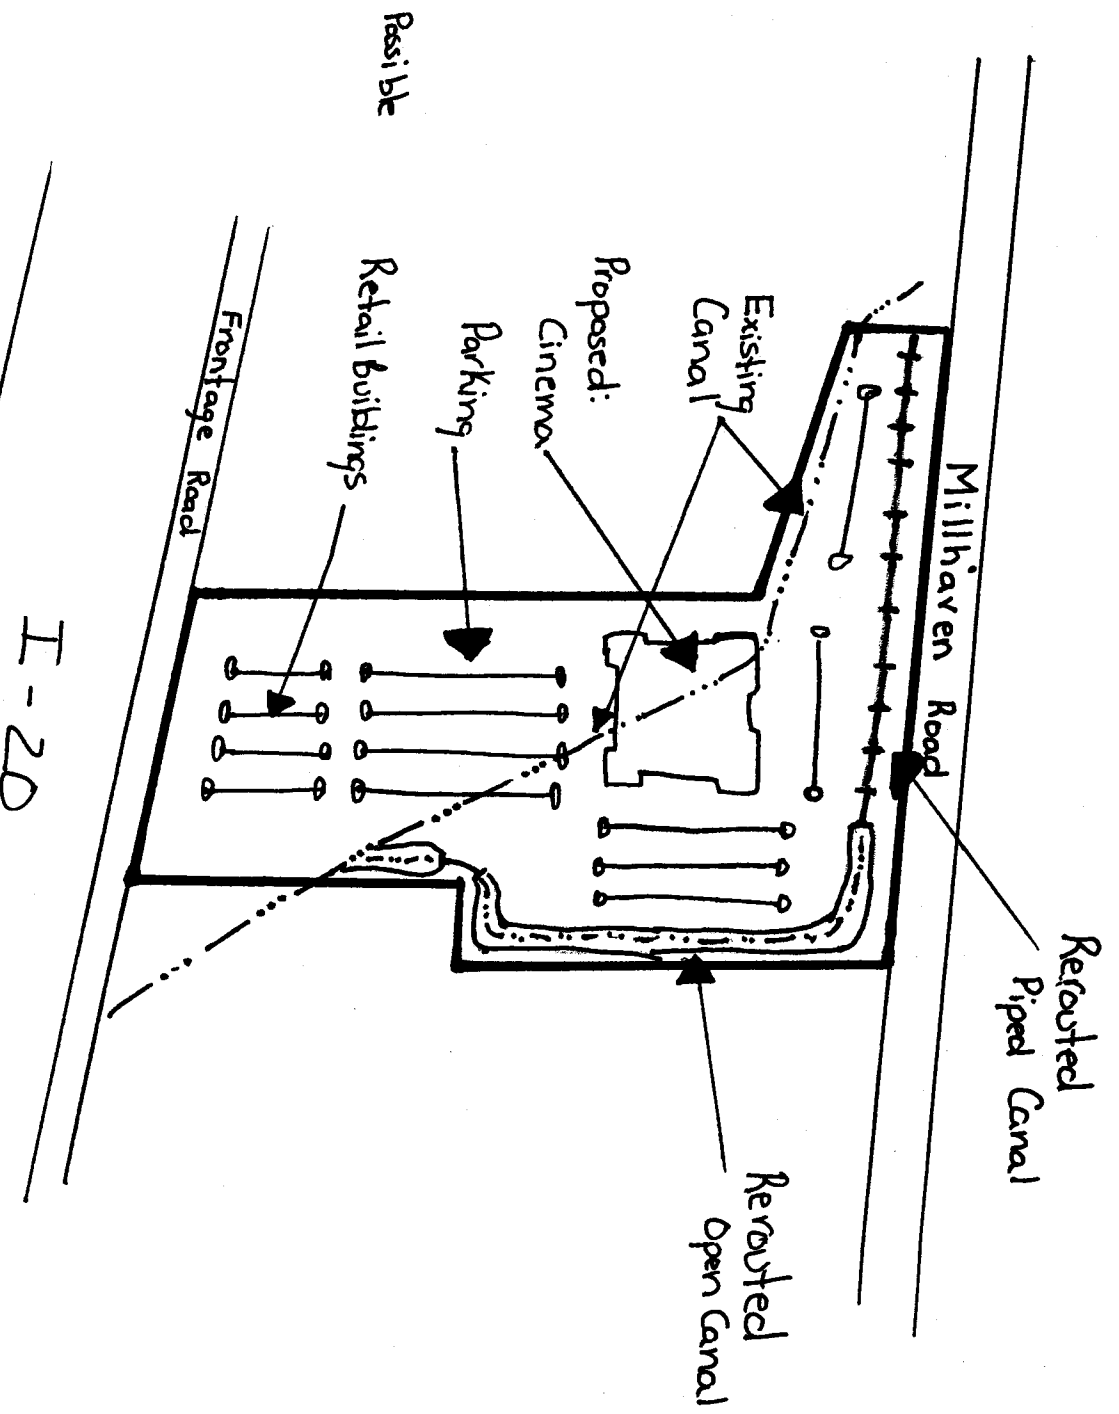 Possible
Millhaven Road
Rerouted
Piped Canal
Existing
Canal
Proposed:
Cinema
Parking
Retail Buildings
Rerouted
Open Canal
Frontage Road
I-20